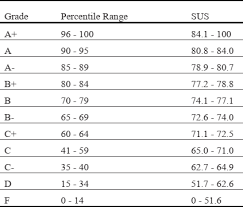 Grade Percentile Range SUS
A+ 96 - 100 84.1 - 100
A 90 - 95 80.8 - 84.0
A- 85 - 89 78.9 - 80.7
B+ 80 - 84 77.2 - 78.8
B 70 - 79 74.1 - 77.1
B- 65 - 69 72.6 - 74.0
C+ 60 - 64 71.1 - 72.5
C 41 - 59 65.0 - 71.0
C- 35 - 40 62.7 - 64.9
D 15 - 34 51.7 - 62.6
F 0 - 14 0 - 51.6